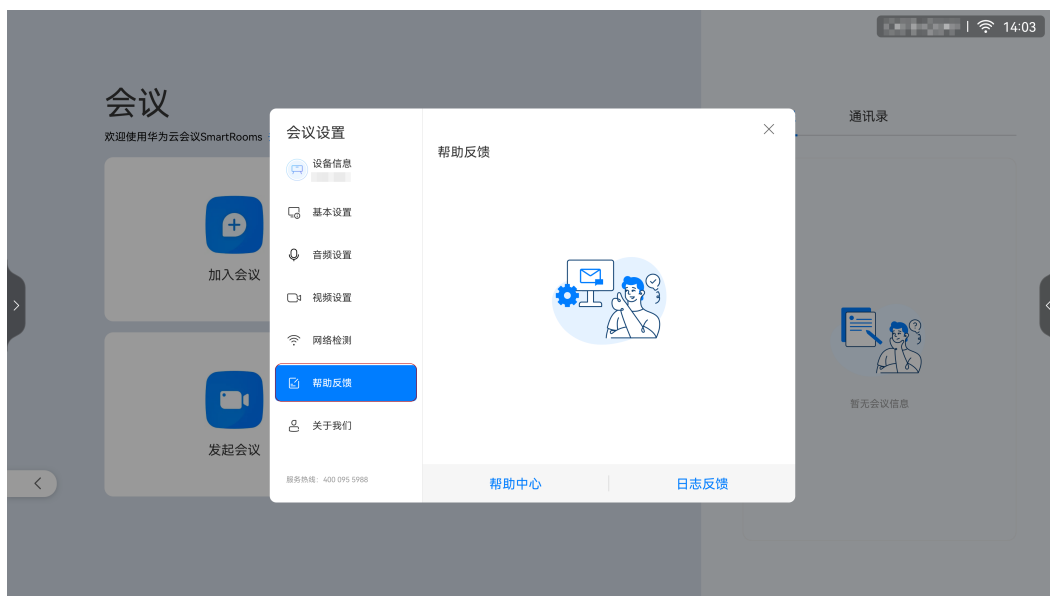 14:03
会议
欢迎使用华为云会议SmartRooms
加入会议
发起会议
会议设置
设备信息
基本设置
音频设置
视频设置
网络检测
帮助反馈
关于我们
服务热线：400 095 5988
帮助反馈
帮助中心
日志反馈
通讯录
暂无会议信息